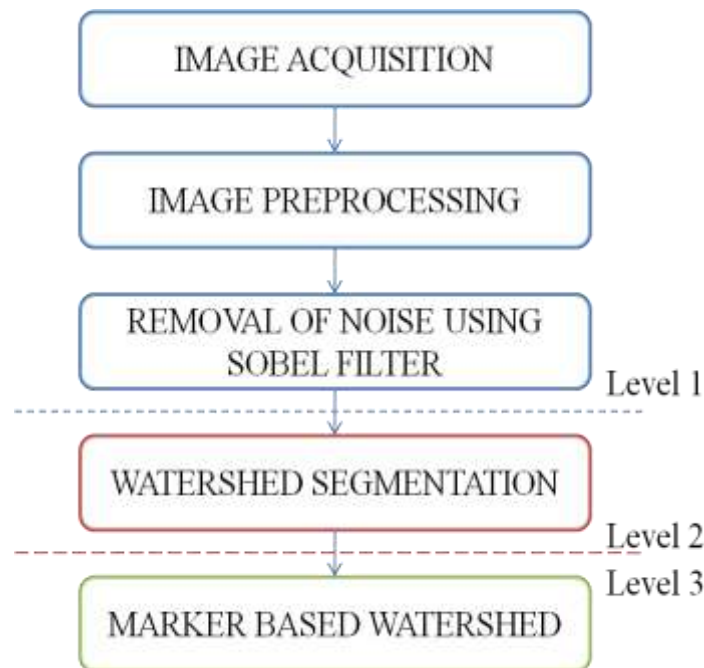 IMAGE ACQUISITION
IMAGE PREPROCESSING
REMOVAL OF NOISE USING
SOBEL FILTER
Level 1
WATERSHED SEGMENTATION
Level 2
Level 3
MARKER BASED WATERSHED